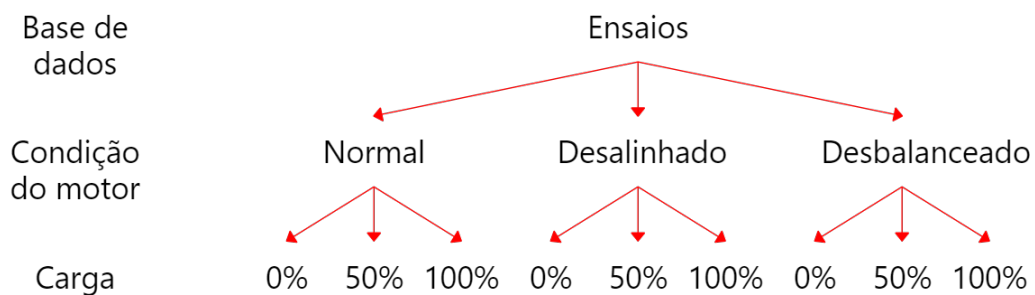 Base de
dados
Ensaios
Condição
do motor
Normal
Desalinhado
Desbalanceado
Carga
0% 50% 100% 0% 50% 100% 0% 50% 100%